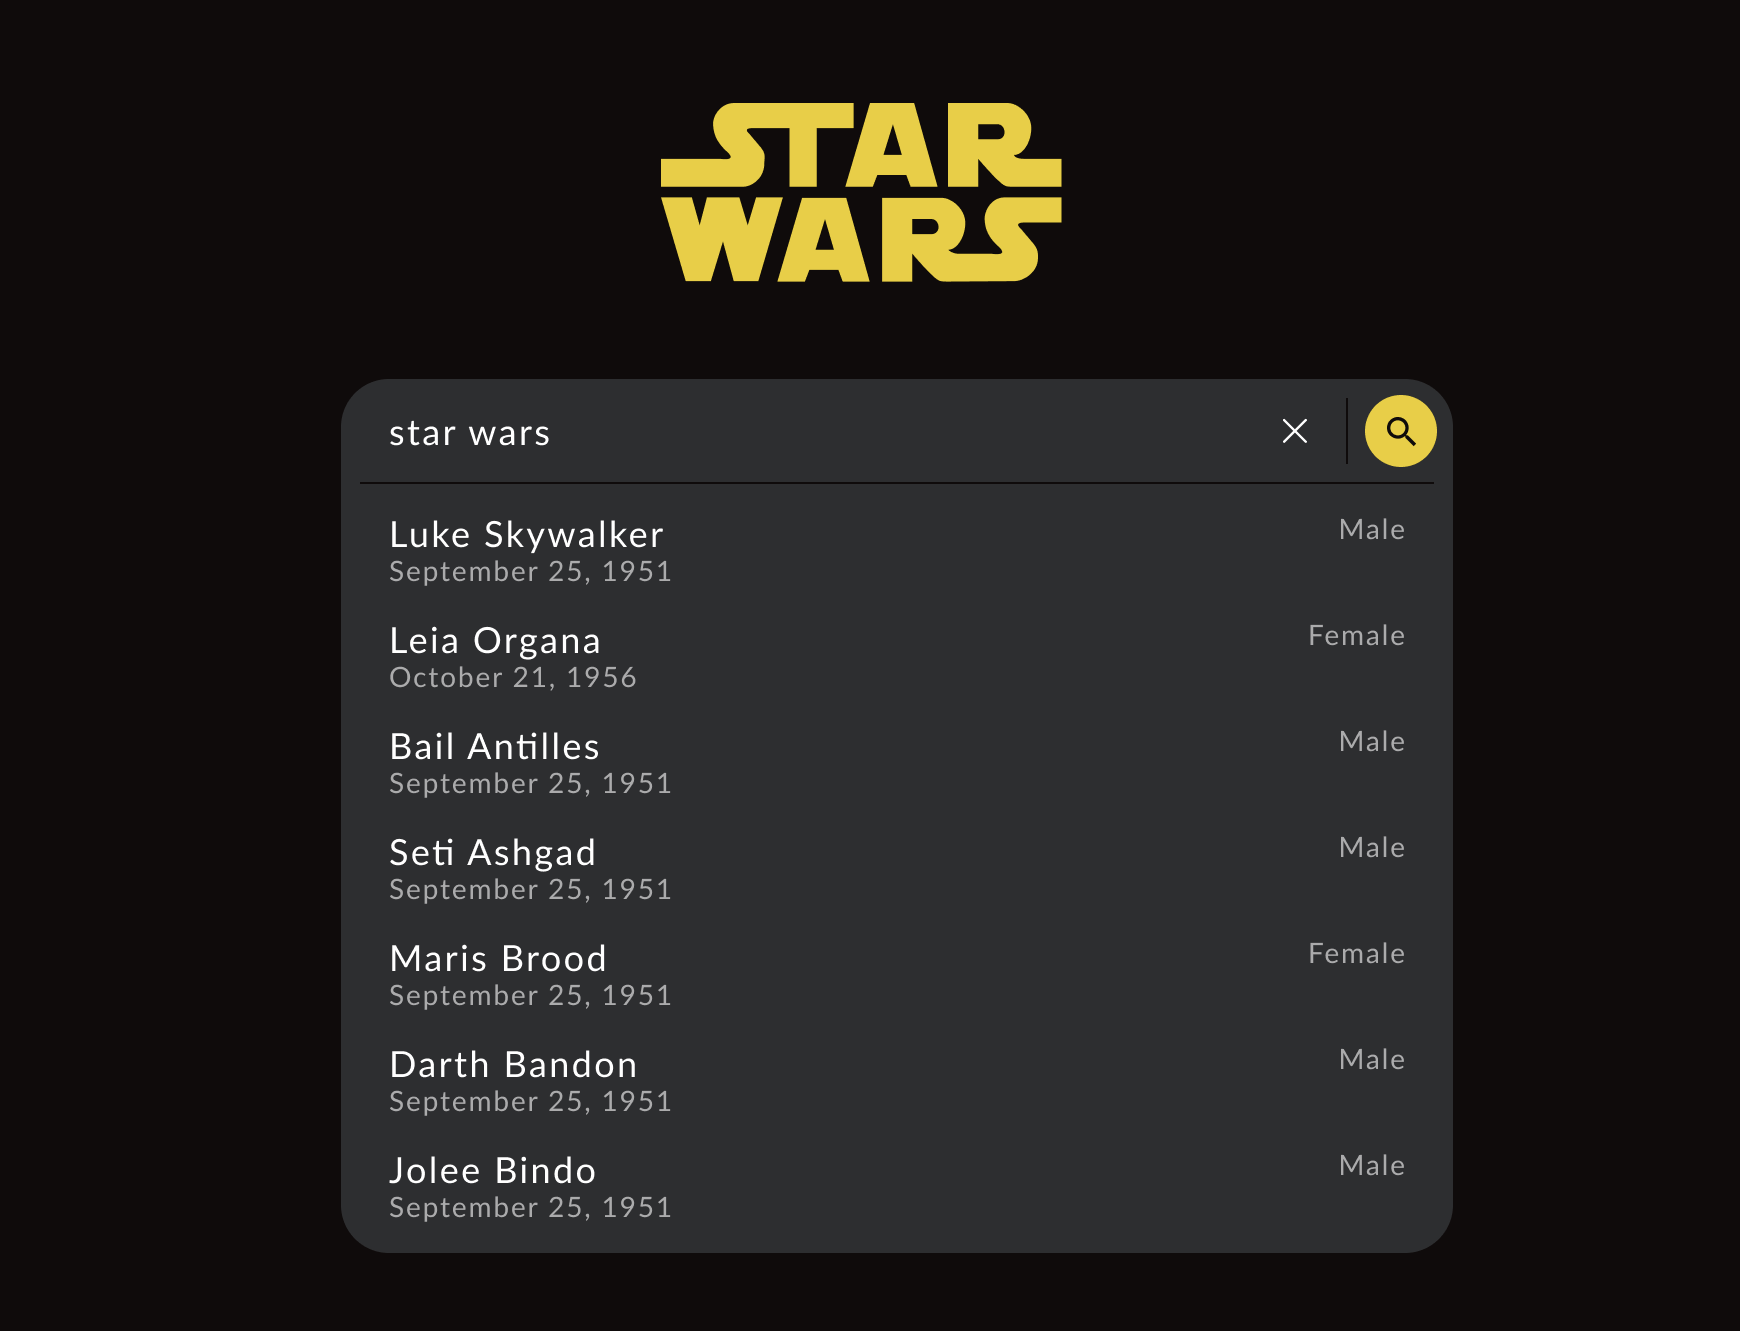 STAR
WARS
star wars
Luke Skywalker
Male
September 25, 1951
Leia Organa
Female
October 21, 1956
Bail Antilles
Male
September 25, 1951
Seti Ashgad
Male
September 25, 1951
Maris Brood
Female
September 25, 1951
Darth Bandon
Male
September 25, 1951
Jolee Bindo
Male
September 25, 1951